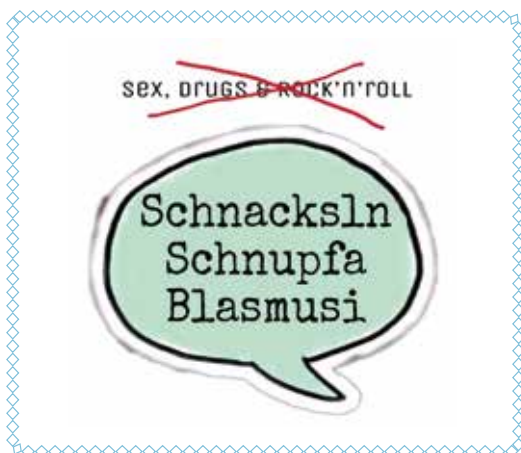 sex, drugs & rock'n'roll
Schnacksln
Schnupfa
Blasmusi